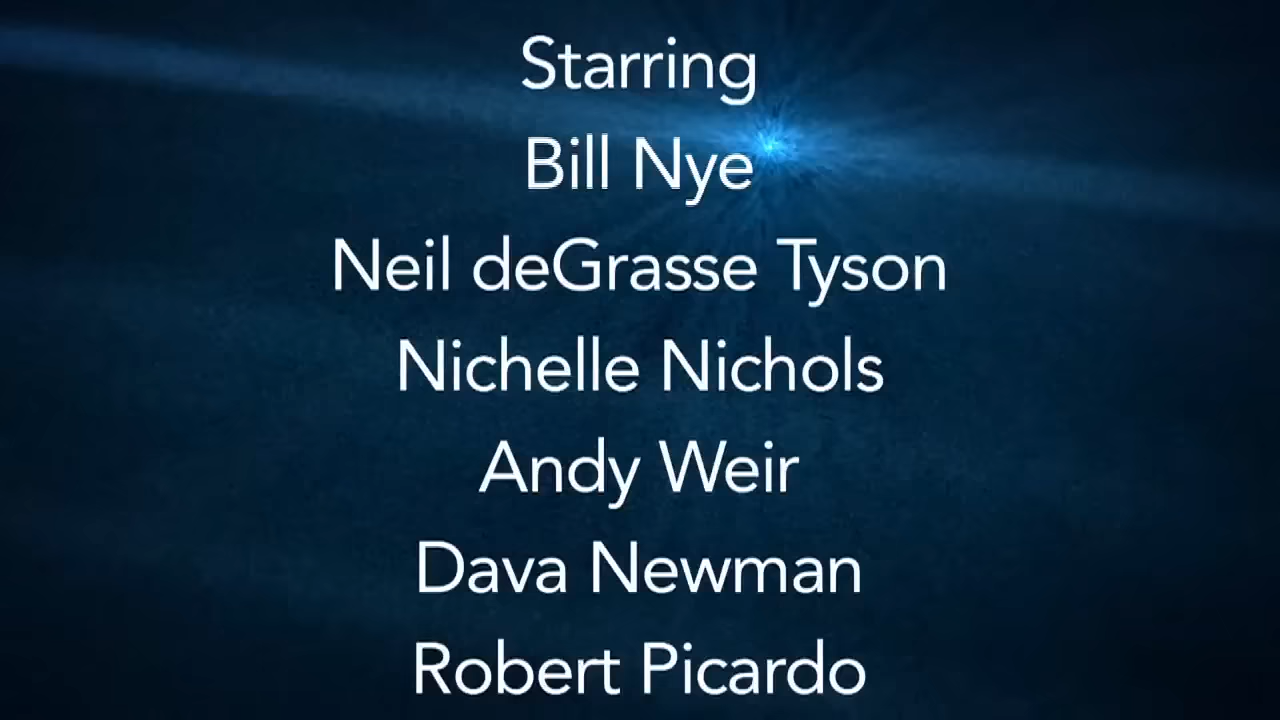 Starring
Bill Nye
Neil deGrasse Tyson
Nichelle Nichols
Andy Weir
Dava Newman
Robert Picardo